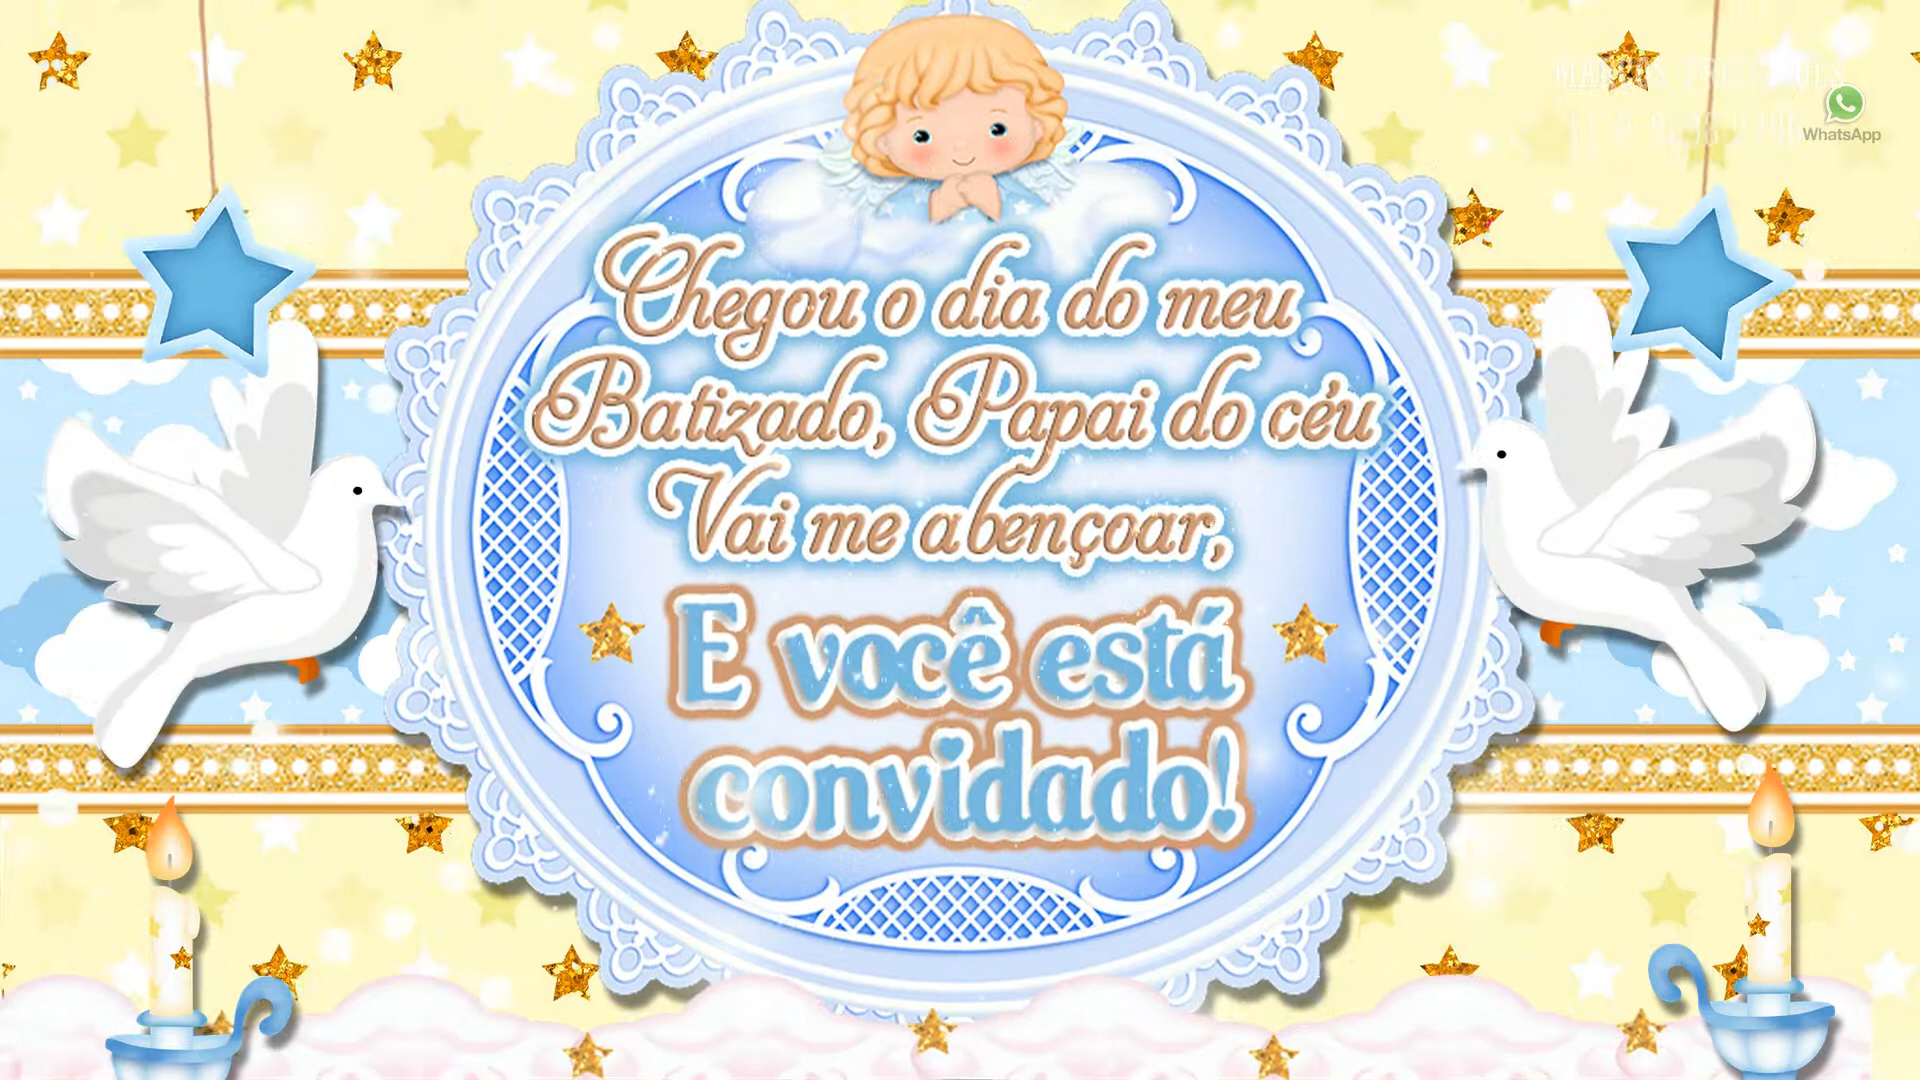 Chegou o dia do meu
Batizado, Papai do céu
Vai me abençoar,
E você está
convidado!
WhatsApp